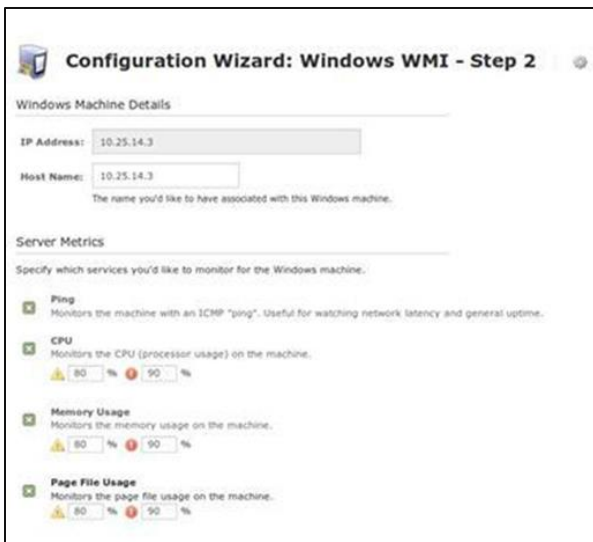 Configuration Wizard: Windows WMI - Step 2
Windows Machine Details
IP Address: 10.25.14.3
Host Name: 10.25.14.3
The name you'd like to have associated with this Windows machine.
Server Metrics
Specify which services you'd like to monitor for the Windows machine.
Ping
Monitors the machine with an ICMP "ping". Useful for watching network latency and general uptime.
CPU
Monitors the CPU (processor usage) on the machine.
80 % 90 %
Memory Usage
Monitors the memory usage on the machine.
80 % 90 %
Page File Usage
Monitors the page file usage on the machine.
80 % 90 %